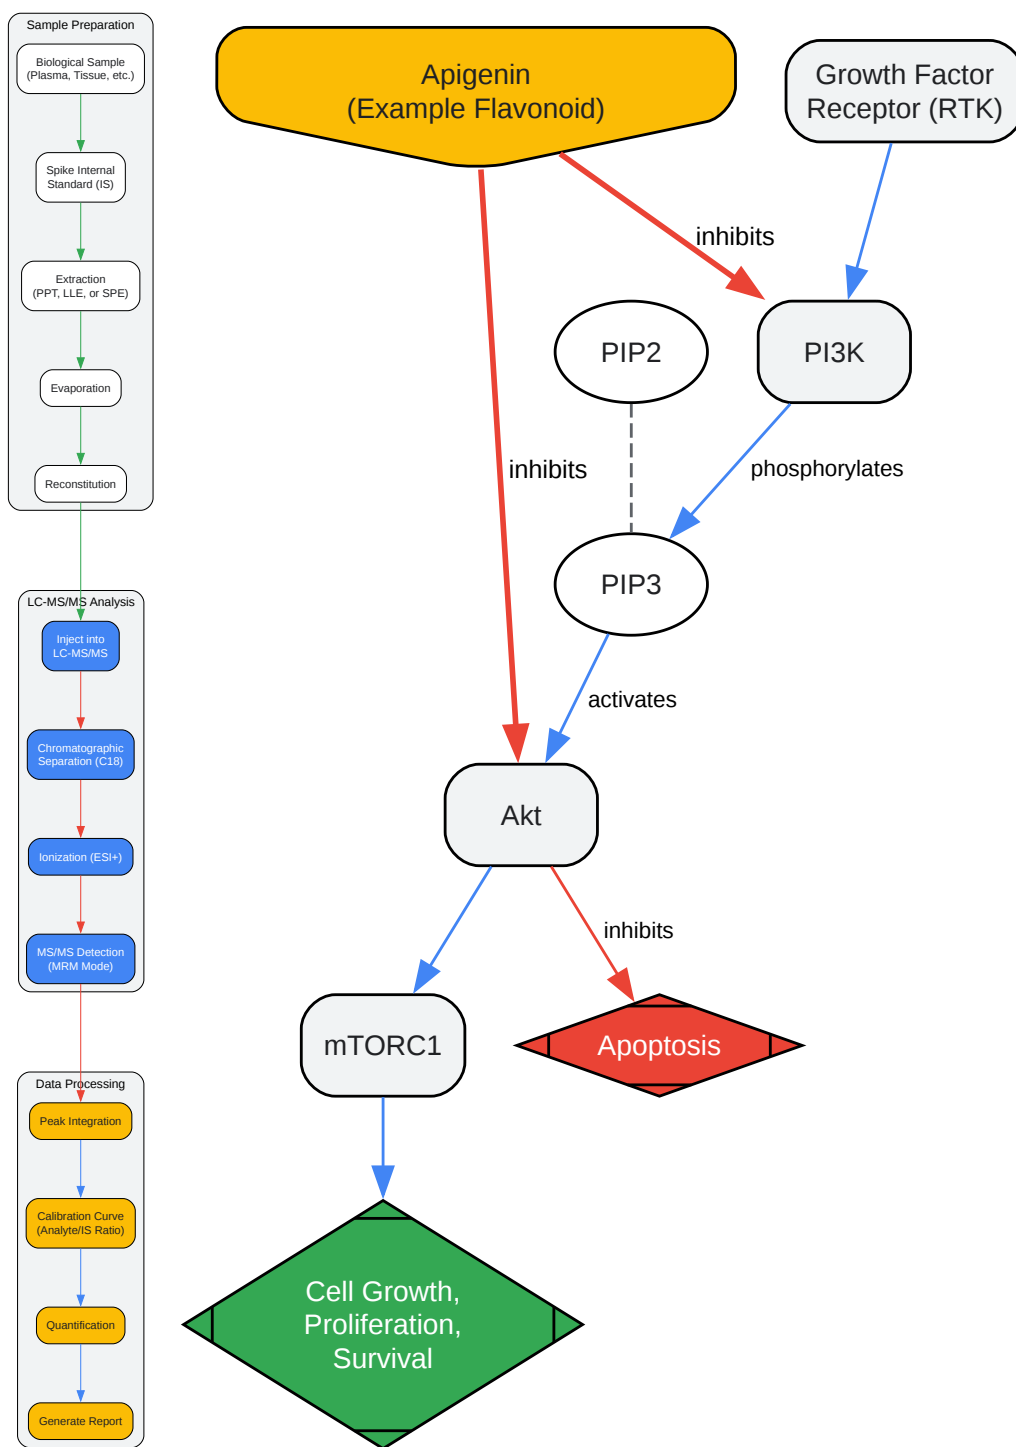 Sample Preparation
Biological Sample
(Plasma, Tissue, etc.)
Spike Internal
Standard (IS)
Extraction
(PPT, LLE, or SPE)
Evaporation
Reconstitution
LC-MS/MS Analysis
Inject into
LC-MS/MS
Chromatographic
Separation (C18)
Ionization (ESI+)
MS/MS Detection
(MRM Mode)
Data Processing
Peak Integration
Calibration Curve
(Analyte/IS Ratio)
Quantification
Generate Report
Apigenin
(Example Flavonoid)
Growth Factor
Receptor (RTK)
inhibits
PIP2
PI3K
inhibits
phosphorylates
PIP3
activates
Akt
inhibits
mTORC1
Apoptosis
Cell Growth,
Proliferation,
Survival